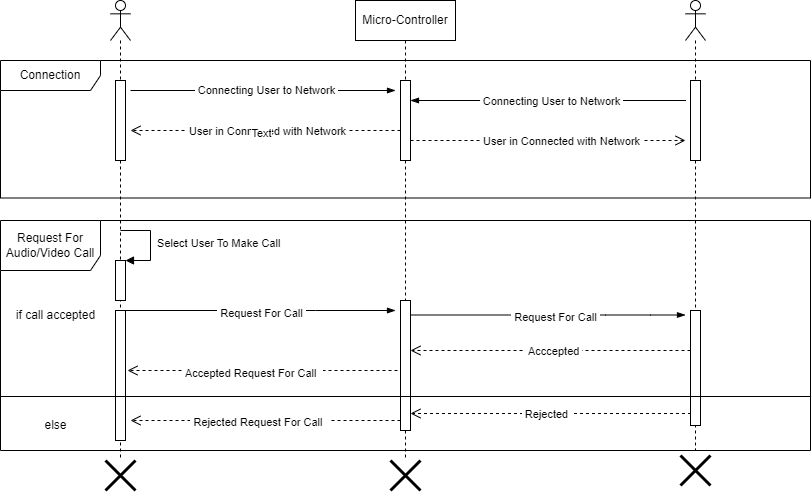 Micro-Controller
Connection
Connecting User to Network
Connecting User to Network
User in Conr Text d with Network
User in Connected with Network
Request For
Audio/Video Call
Select User To Make Call
if call accepted
Request For Call
Request For Call
Acccepted
Accepted Request For Call
Rejected
else
Rejected Request For Call